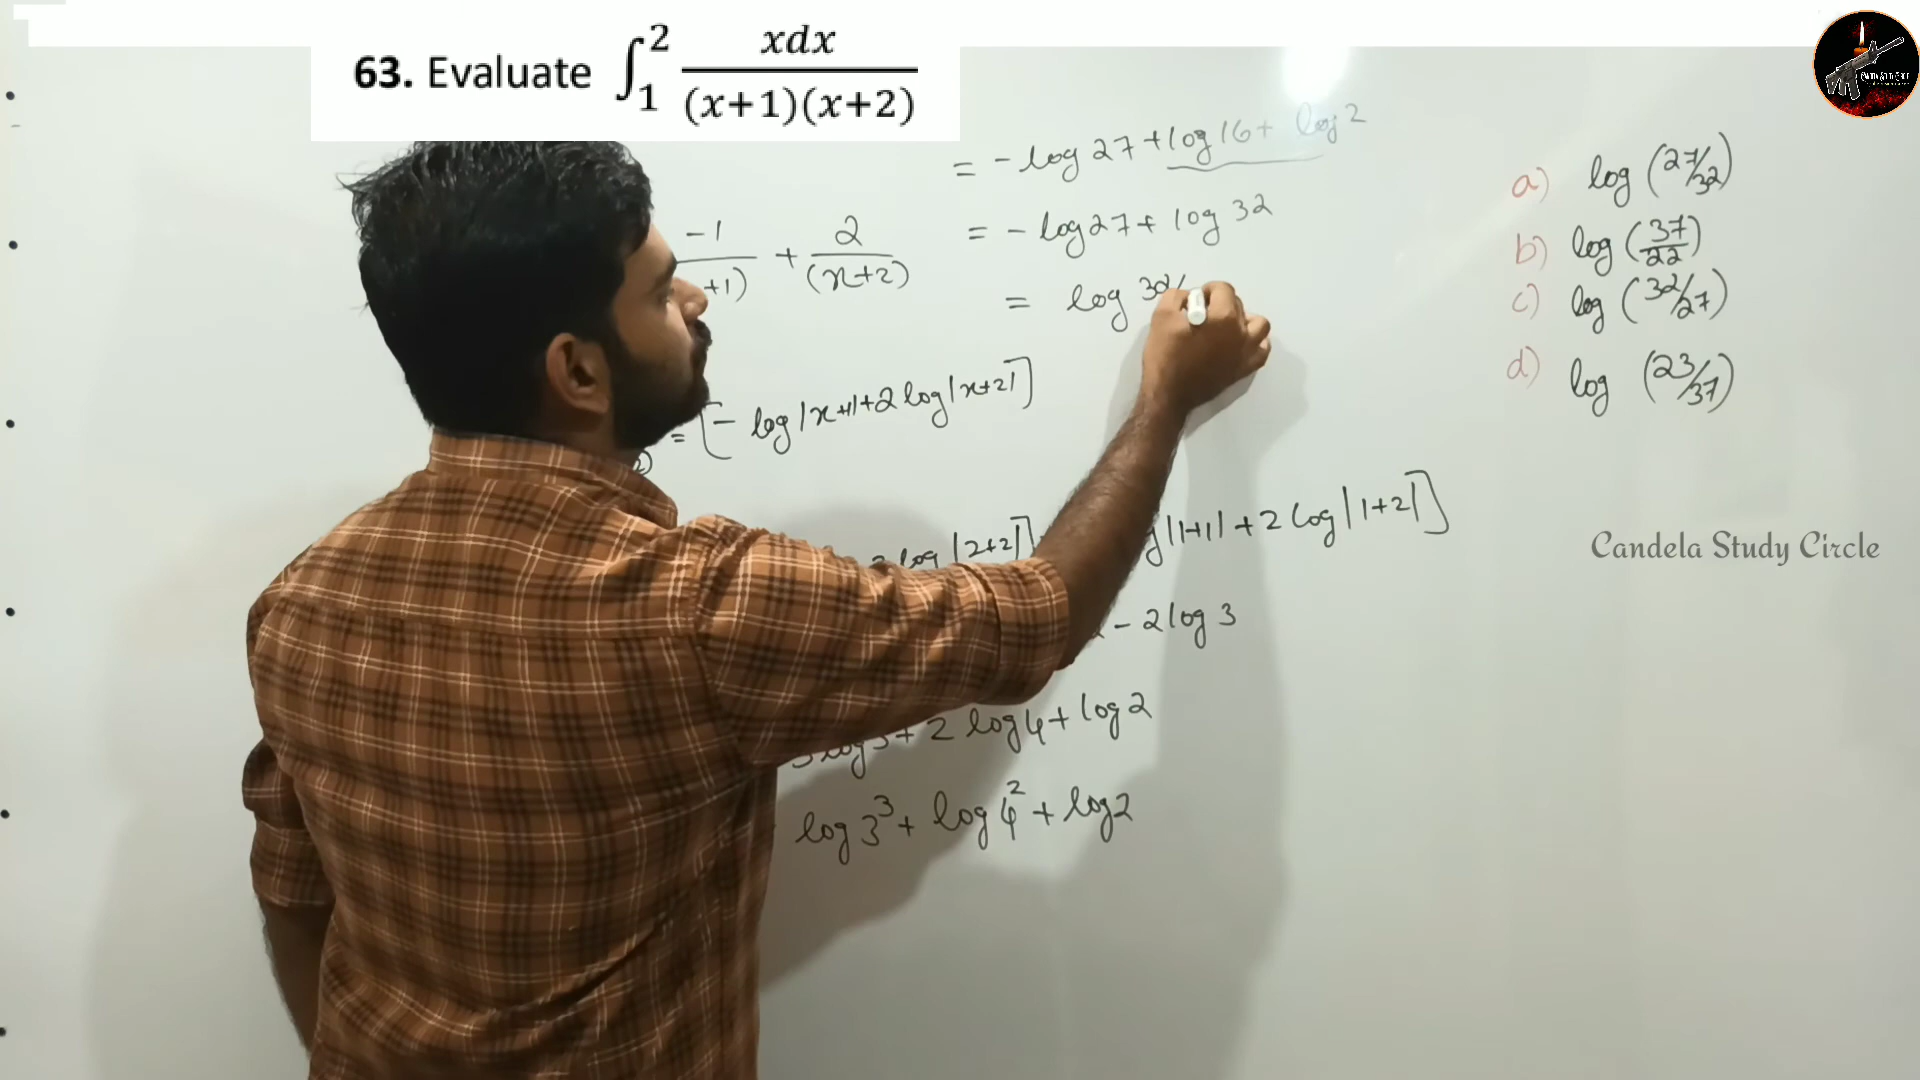 63. Evaluate ∫₁² xdx / (x+1)(x+2)
= - log 27 + log 16 + log 2
= - log 27 + log 32
= log 32/
-1 / +1) + 2 / (x+2)
= [- log |x+1| + 2 log |x+2|]
log |2+2|] g |1+1| + 2 log |1+2|]
- 2 log 3
3 log 3 + 2 log 4 + log 2
log 3³ + log 4² + log 2
a) log (27/32)
b) log (37/22)
c) log (32/27)
d) log (23/37)
Candela Study Circle